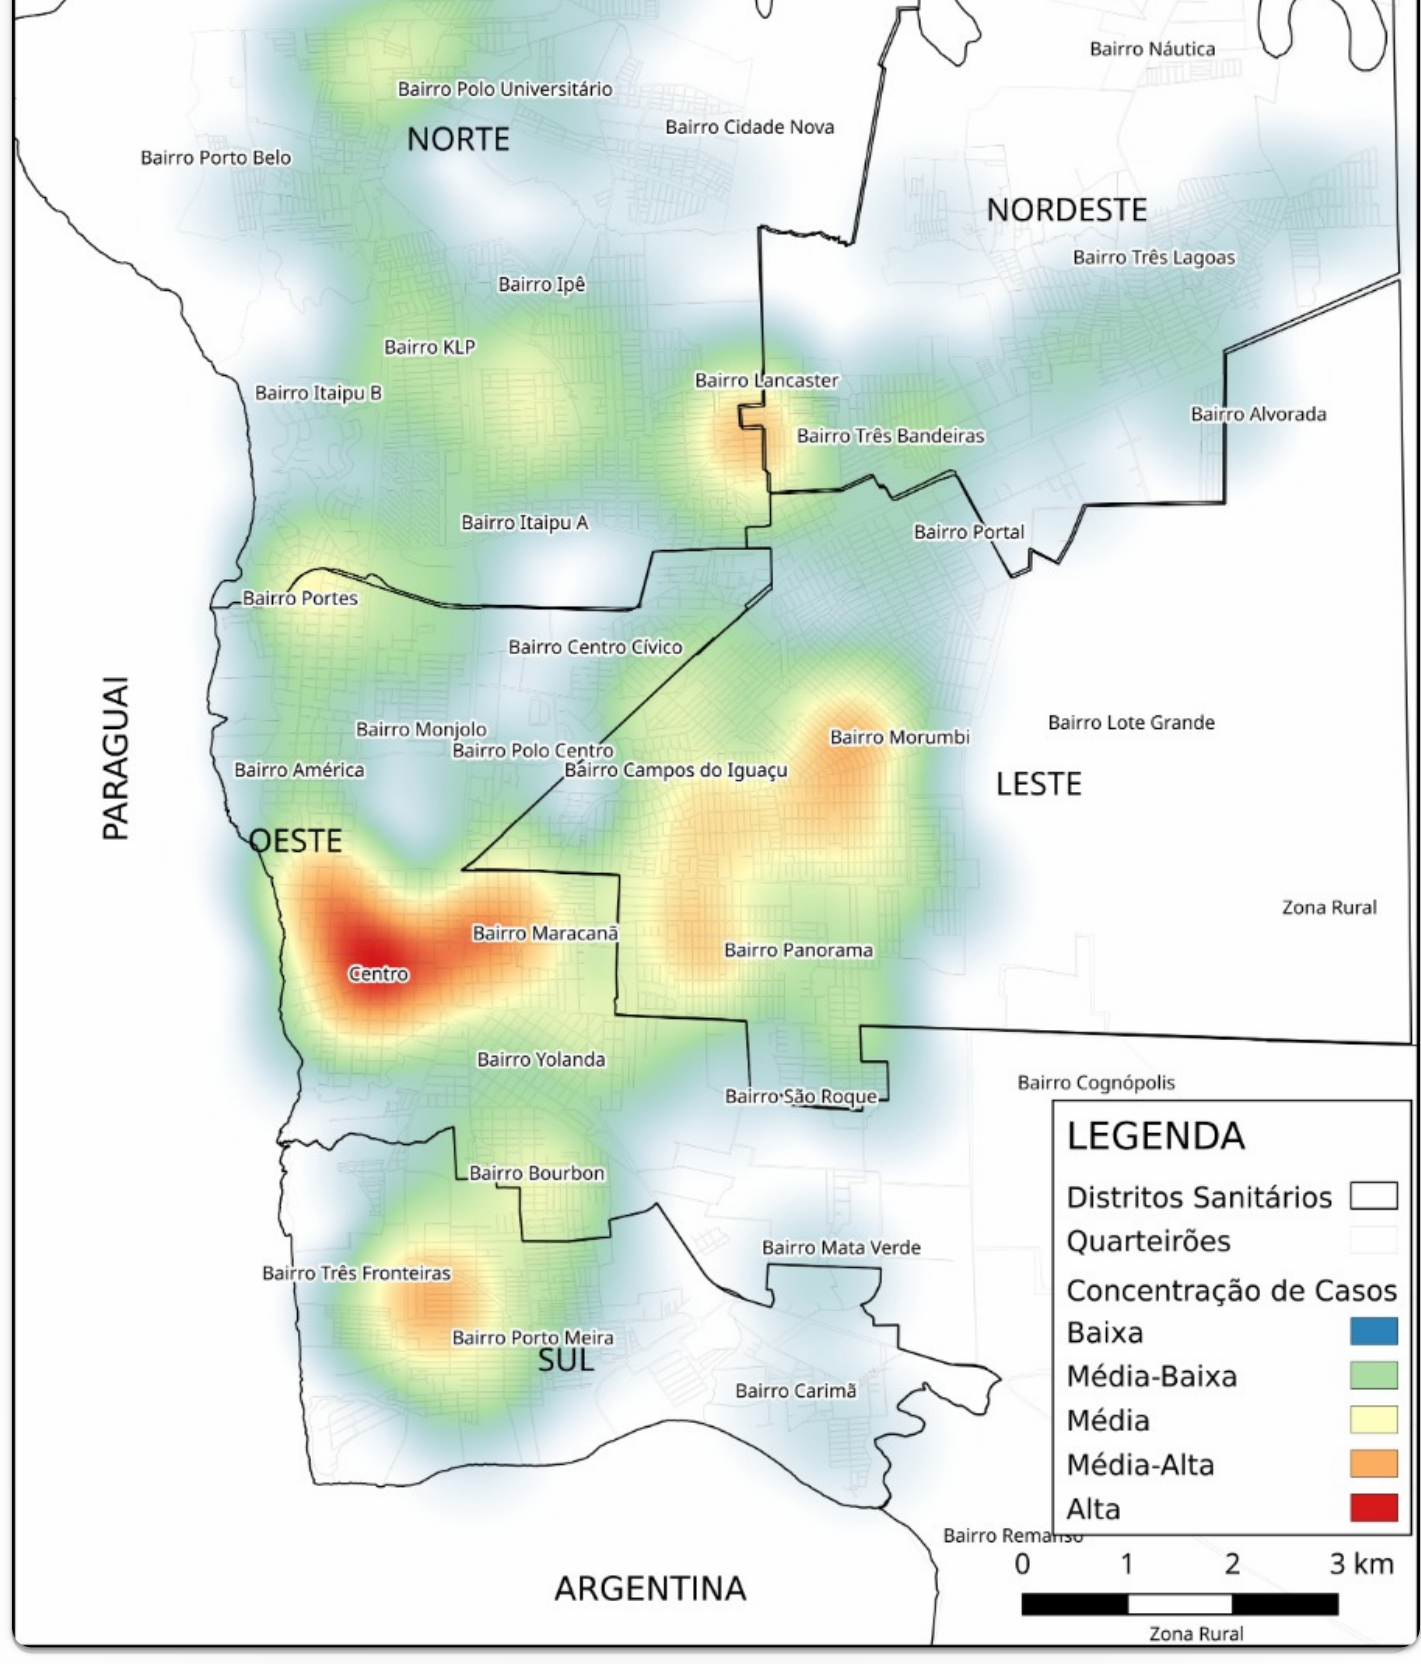 Bairro Náutica
Bairro Polo Universitário
Bairro Cidade Nova
NORTE
Bairro Porto Belo
NORDESTE
Bairro Três Lagoas
Bairro Ipê
Bairro KLP
Bairro Lancaster
Bairro Itaipu B
Bairro Alvorada
Bairro Três Bandeiras
Bairro Itaipu A
Bairro Portal
Bairro Portes
Bairro Centro Cívico
PARAGUAI
Bairro Lote Grande
Bairro Monjolo
Bairro Morumbi
Bairro Polo Centro
Bairro América
Bairro Campos do Iguaçu
LESTE
OESTE
Zona Rural
Bairro Maracanã
Bairro Panorama
Centro
Bairro Yolanda
Bairro Cognópolis
Bairro São Roque
Bairro Bourbon
Bairro Mata Verde
Bairro Três Fronteiras
Bairro Porto Meira
SUL
Bairro Carimã
LEGENDA
Distritos Sanitários
Quarteirões
Concentração de Casos
Baixa
Média-Baixa
Média
Média-Alta
Alta
Bairro Remanso
0 1 2 3 km
ARGENTINA
Zona Rural